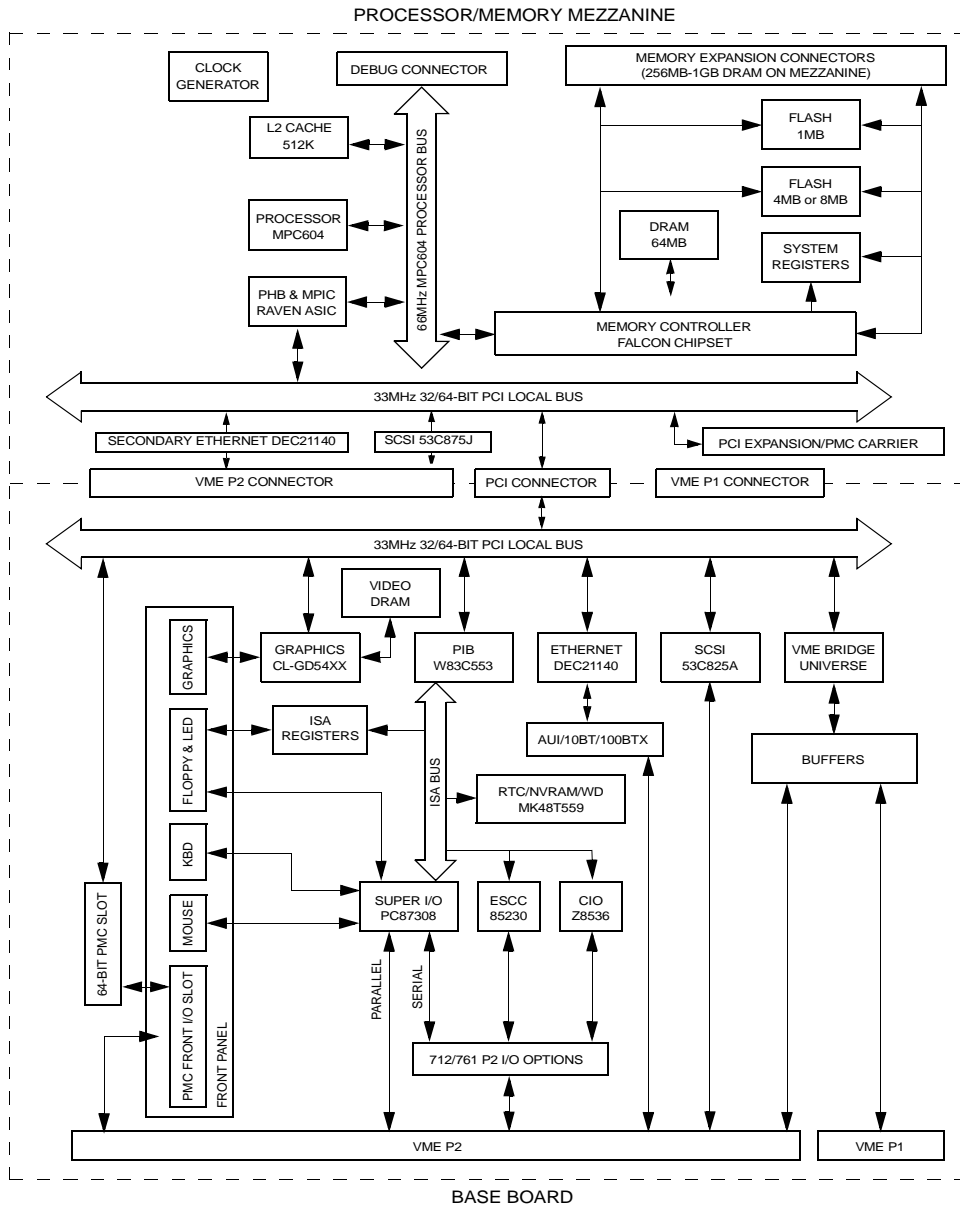 PROCESSOR/MEMORY MEZZANINE
CLOCK
GENERATOR
DEBUG CONNECTOR
MEMORY EXPANSION CONNECTORS
(256MB-1GB DRAM ON MEZZANINE)
L2 CACHE
512K
FLASH
1MB
66MHz MPC604 PROCESSOR BUS
FLASH
4MB or 8MB
PROCESSOR
MPC604
DRAM
64MB
SYSTEM
REGISTERS
PHB & MPIC
RAVEN ASIC
MEMORY CONTROLLER
FALCON CHIPSET
33MHz 32/64-BIT PCI LOCAL BUS
SECONDARY ETHERNET DEC21140
SCSI 53C875J
PCI EXPANSION/PMC CARRIER
VME P2 CONNECTOR
PCI CONNECTOR
VME P1 CONNECTOR
33MHz 32/64-BIT PCI LOCAL BUS
VIDEO
DRAM
GRAPHICS
GRAPHICS
CL-GD54XX
PIB
W83C553
ETHERNET
DEC21140
SCSI
53C825A
VME BRIDGE
UNIVERSE
FLOPPY & LED
ISA
REGISTERS
ISA BUS
AUI/10BT/100BTX
BUFFERS
RTC/NVRAM/WD
MK48T559
KBD
64-BIT PMC SLOT
MOUSE
SUPER I/O
PC87308
ESCC
85230
CIO
Z8536
PMC FRONT I/O SLOT
FRONT PANEL
PARALLEL
SERIAL
712/761 P2 I/O OPTIONS
VME P2
VME P1
BASE BOARD